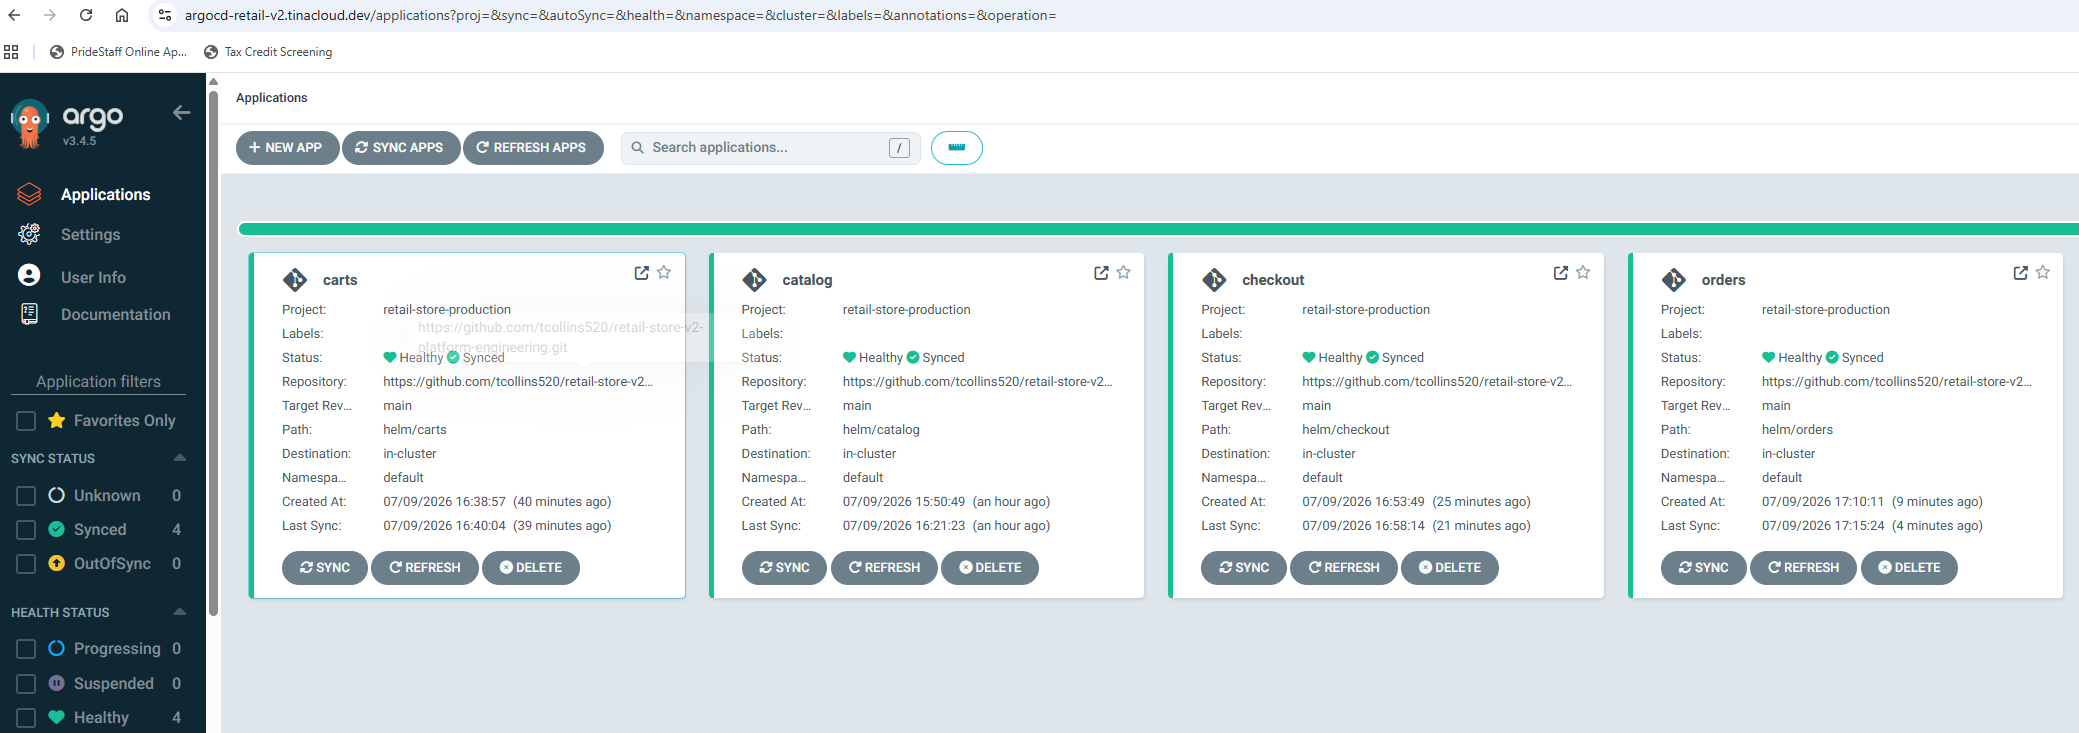 argocd-retail-v2.tinacloud.dev/applications?proj=&sync=&autoSync=&health=&namespace=&cluster=&labels=&annotations=&operation=
PrideStaff Online Ap... Tax Credit Screening
argo
v3.4.5
Applications
Settings
User Info
Documentation
Application filters
Favorites Only
SYNC STATUS
Unknown 0
Synced 4
OutOfSync 0
HEALTH STATUS
Progressing 0
Suspended 0
Healthy 4
Applications
NEW APP SYNC APPS REFRESH APPS Search applications... /
carts
Project: retail-store-production
Labels:
https://github.com/tcollins520/retail-store-v2-
platform-engineering.git
Status: Healthy Synced
Repository: https://github.com/tcollins520/retail-store-v2...
Target Rev... main
Path: helm/carts
Destination: in-cluster
Namespa... default
Created At: 07/09/2026 16:38:57 (40 minutes ago)
Last Sync: 07/09/2026 16:40:04 (39 minutes ago)
SYNC REFRESH DELETE
catalog
Project: retail-store-production
Labels:
Status: Healthy Synced
Repository: https://github.com/tcollins520/retail-store-v2...
Target Rev... main
Path: helm/catalog
Destination: in-cluster
Namespa... default
Created At: 07/09/2026 15:50:49 (an hour ago)
Last Sync: 07/09/2026 16:21:23 (an hour ago)
SYNC REFRESH DELETE
checkout
Project: retail-store-production
Labels:
Status: Healthy Synced
Repository: https://github.com/tcollins520/retail-store-v2...
Target Rev... main
Path: helm/checkout
Destination: in-cluster
Namespa... default
Created At: 07/09/2026 16:53:49 (25 minutes ago)
Last Sync: 07/09/2026 16:58:14 (21 minutes ago)
SYNC REFRESH DELETE
orders
Project: retail-store-production
Labels:
Status: Healthy Synced
Repository: https://github.com/tcollins520/retail-store-v2...
Target Rev... main
Path: helm/orders
Destination: in-cluster
Namespa... default
Created At: 07/09/2026 17:10:11 (9 minutes ago)
Last Sync: 07/09/2026 17:15:24 (4 minutes ago)
SYNC REFRESH DELETE